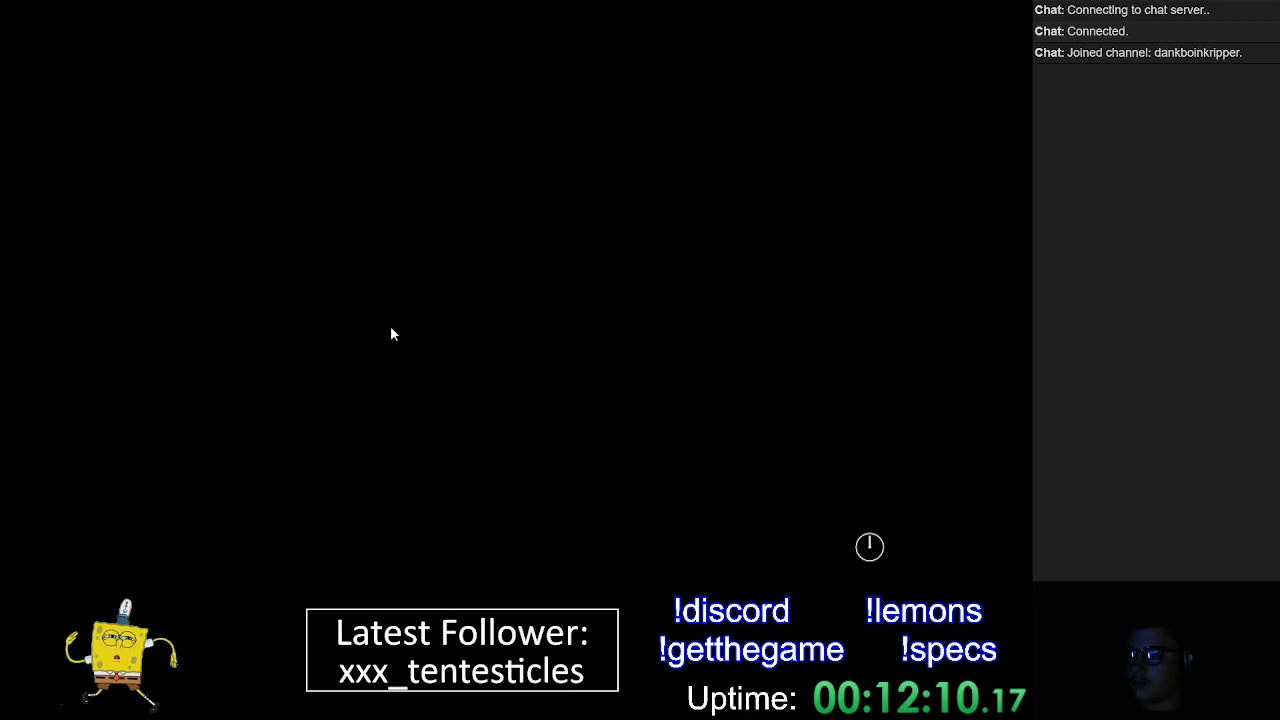 Chat: Connecting to chat server..
Chat: Connected.
Chat: Joined channel: dankboinkripper.
Latest Follower:
xxx_tentesticles
!discord !lemons
!getthegame !specs
Uptime: 00:12:10.17